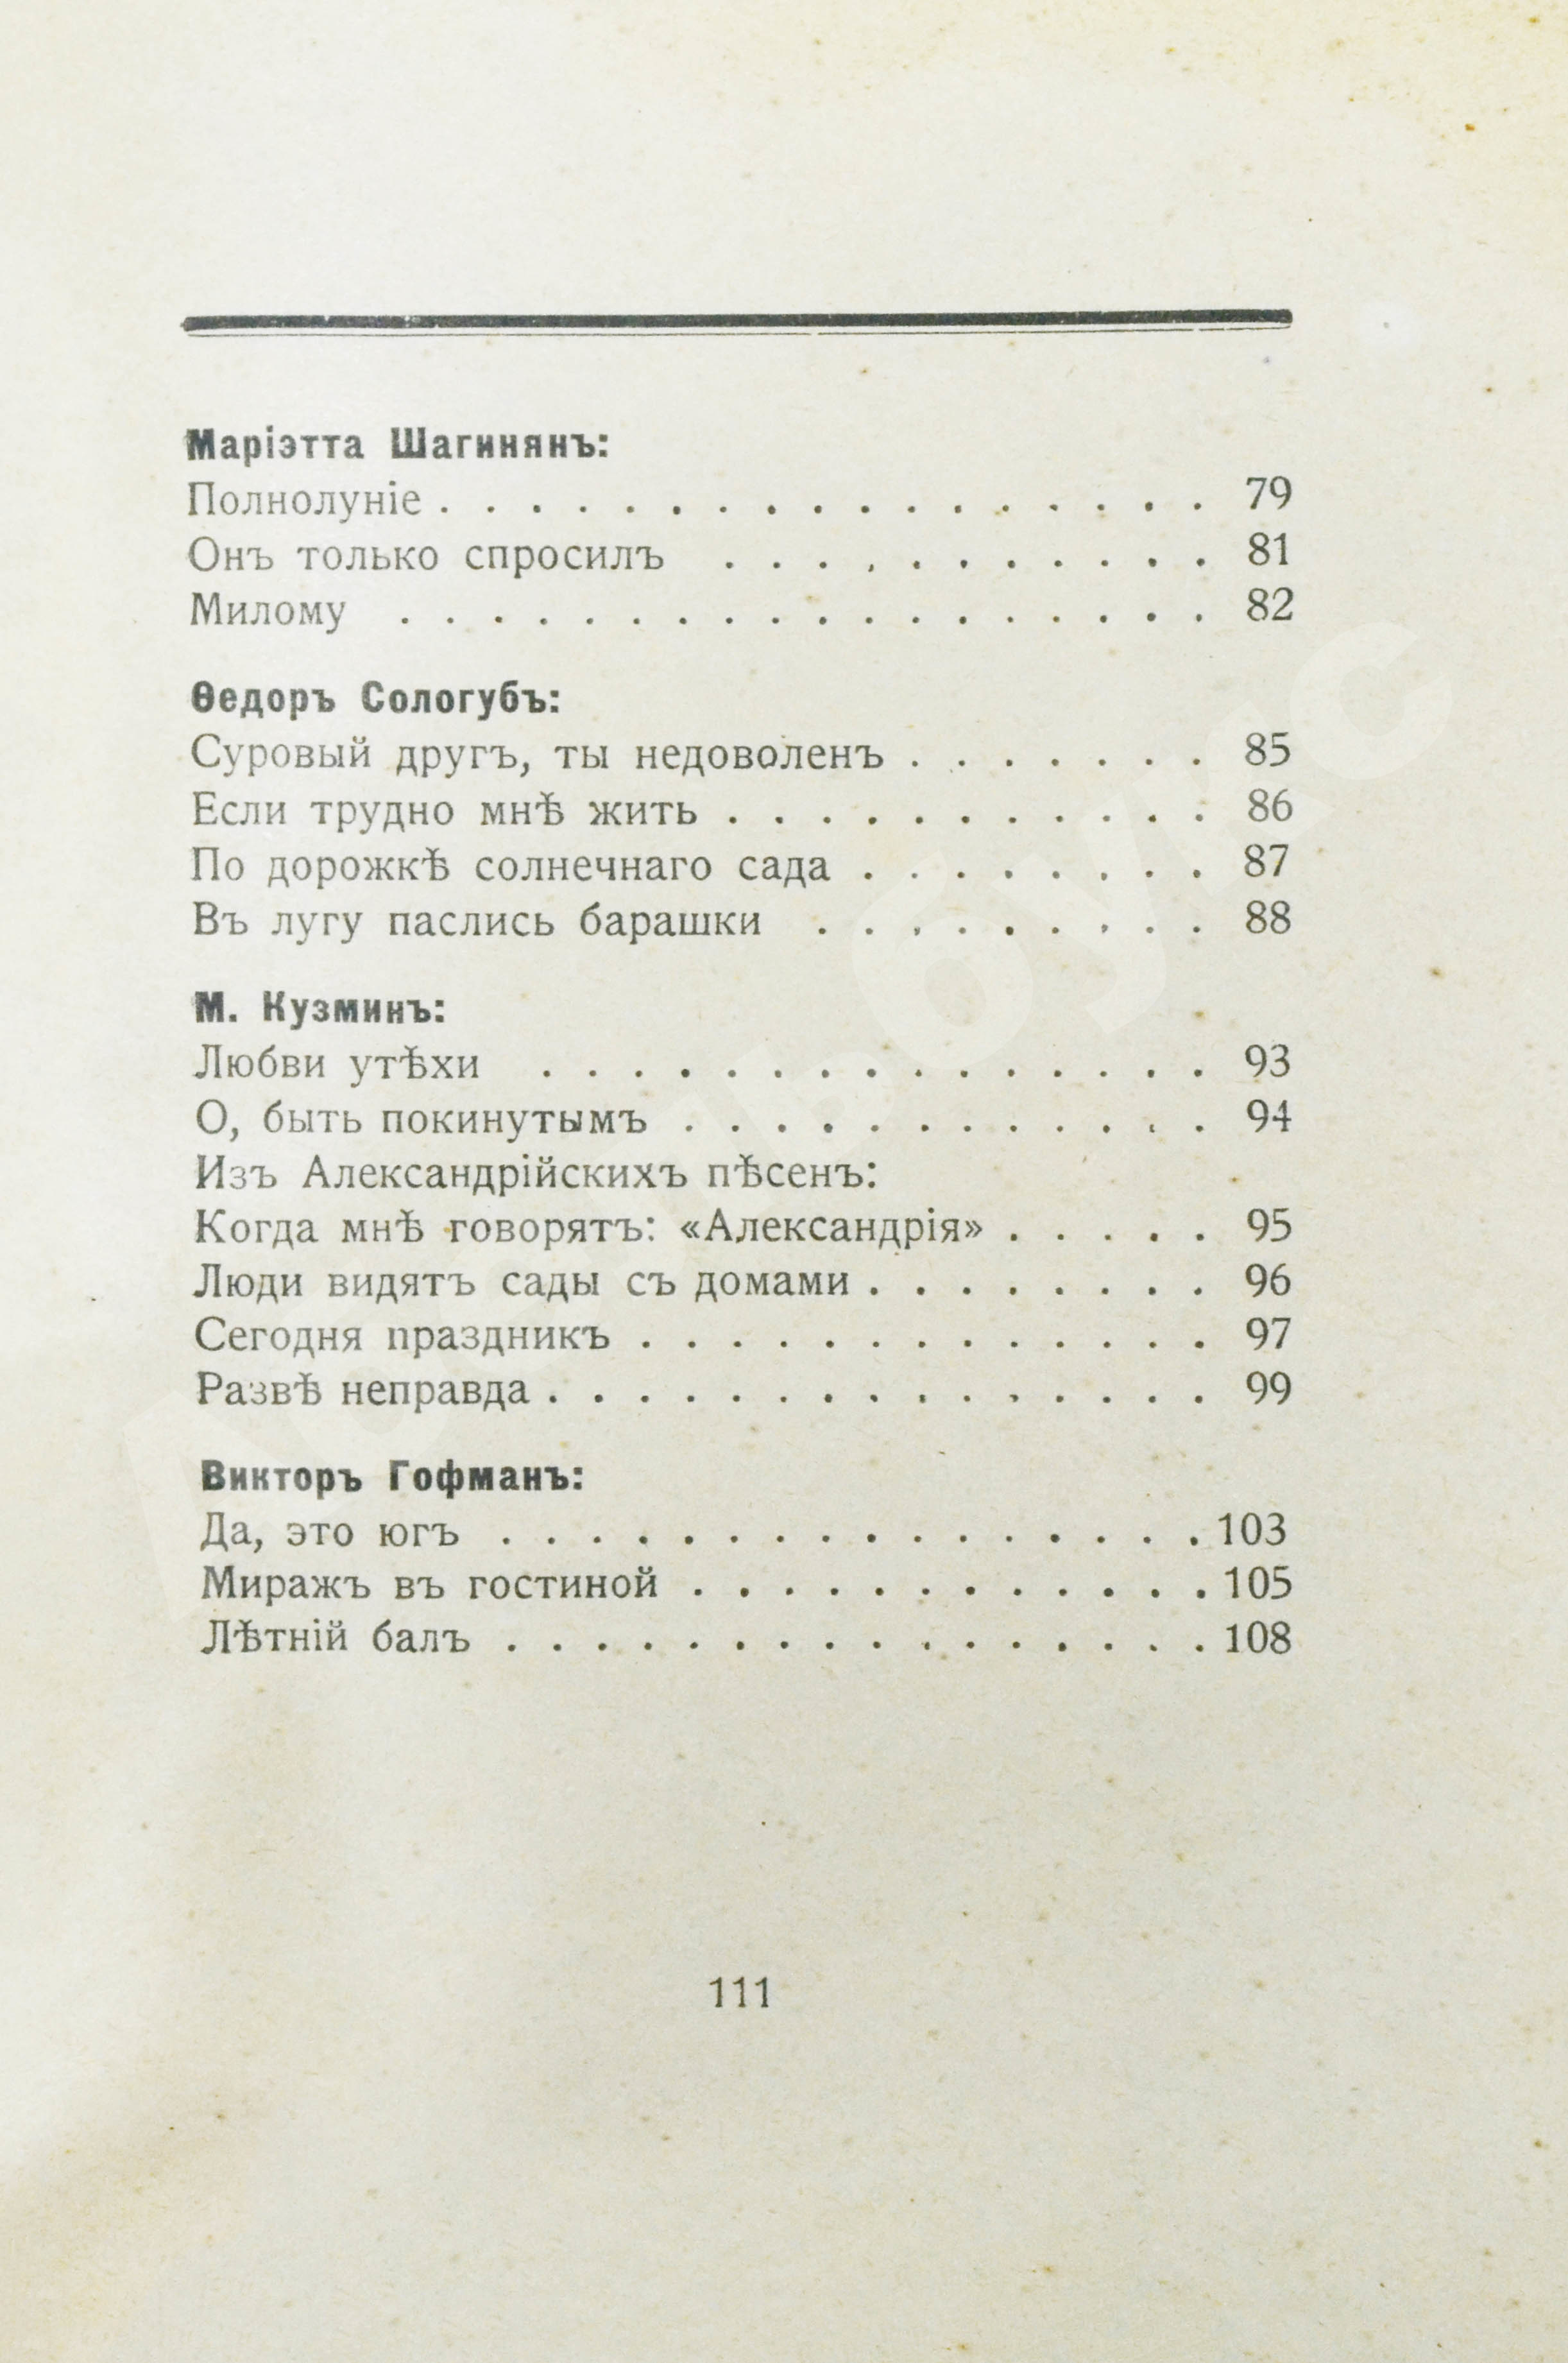 Маріэтта Шагинянъ:
Полнолуніе . . . . . . . . . . . . . . . . . 79
Онъ только спросилъ . . . . . . . . . . . 81
Милому . . . . . . . . . . . . . . . . . . 82
Ѳедоръ Сологубъ:
Суровый другъ, ты недоволенъ . . . . . . . 85
Если трудно мнѣ жить . . . . . . . . . . . 86
По дорожкѣ солнечнаго сада . . . . . . . . 87
Въ лугу паслись барашки . . . . . . . . . 88
М. Кузминъ:
Любви утѣхи . . . . . . . . . . . . . . . 93
О, быть покинутымъ . . . . . . . . . . . . 94
Изъ Александрійскихъ пѣсенъ:
Когда мнѣ говорятъ: «Александрія» . . . . . 95
Люди видятъ сады съ домами . . . . . . . . 96
Сегодня праздникъ . . . . . . . . . . . . . 97
Развѣ неправда . . . . . . . . . . . . . . . 99
Викторъ Гофманъ:
Да, это югъ . . . . . . . . . . . . . . . . 103
Миражъ въ гостиной . . . . . . . . . . . . 105
Лѣтній балъ . . . . . . . . . . . . . . . . 108
111